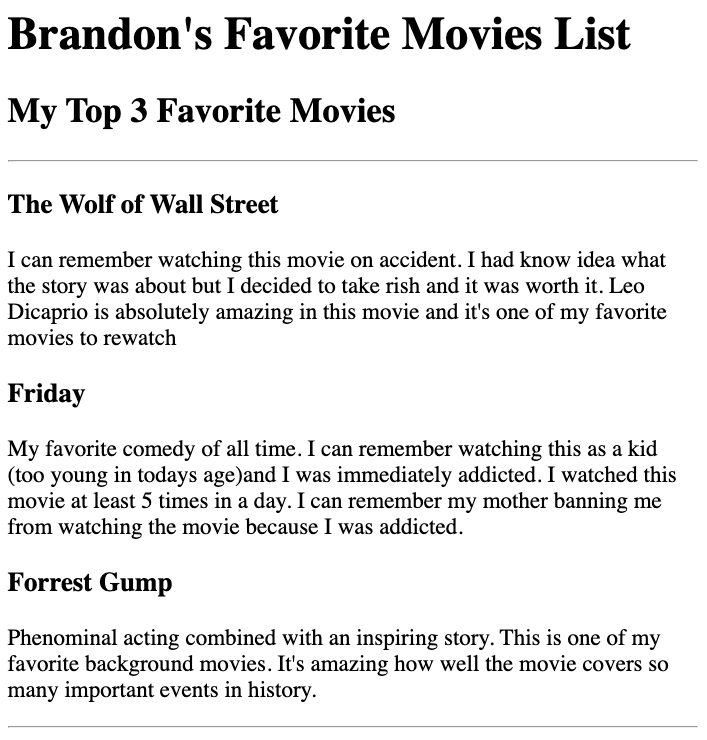 Brandon's Favorite Movies List
My Top 3 Favorite Movies
The Wolf of Wall Street
I can remember watching this movie on accident. I had know idea what
the story was about but I decided to take rish and it was worth it. Leo
Dicaprio is absolutely amazing in this movie and it's one of my favorite
movies to rewatch
Friday
My favorite comedy of all time. I can remember watching this as a kid
(too young in todays age)and I was immediately addicted. I watched this
movie at least 5 times in a day. I can remember my mother banning me
from watching the movie because I was addicted.
Forrest Gump
Phenominal acting combined with an inspiring story. This is one of my
favorite background movies. It's amazing how well the movie covers so
many important events in history.